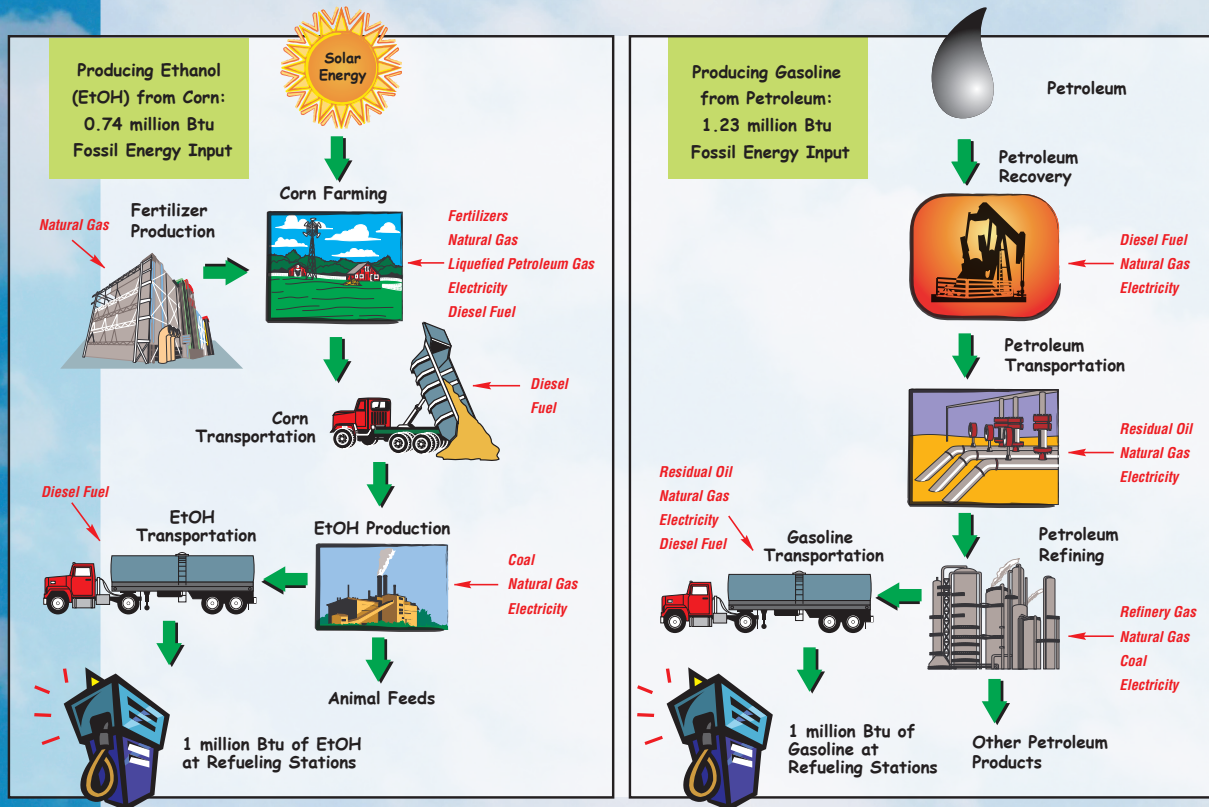 Producing Ethanol
(EtOH) from Corn:
0.74 million Btu
Fossil Energy Input
Solar
Energy
Corn Farming
Fertilizer
Production
Natural Gas
Fertilizers
Natural Gas
Liquefied Petroleum Gas
Electricity
Diesel Fuel
Corn
Transportation
Diesel
Fuel
EtOH Production
Coal
Natural Gas
Electricity
EtOH
Transportation
Diesel Fuel
Animal Feeds
1 million Btu of EtOH
at Refueling Stations
Producing Gasoline
from Petroleum:
1.23 million Btu
Fossil Energy Input
Petroleum
Petroleum
Recovery
Diesel Fuel
Natural Gas
Electricity
Petroleum
Transportation
Residual Oil
Natural Gas
Electricity
Petroleum
Refining
Refinery Gas
Natural Gas
Coal
Electricity
Gasoline
Transportation
Residual Oil
Natural Gas
Electricity
Diesel Fuel
1 million Btu of
Gasoline at
Refueling Stations
Other Petroleum
Products